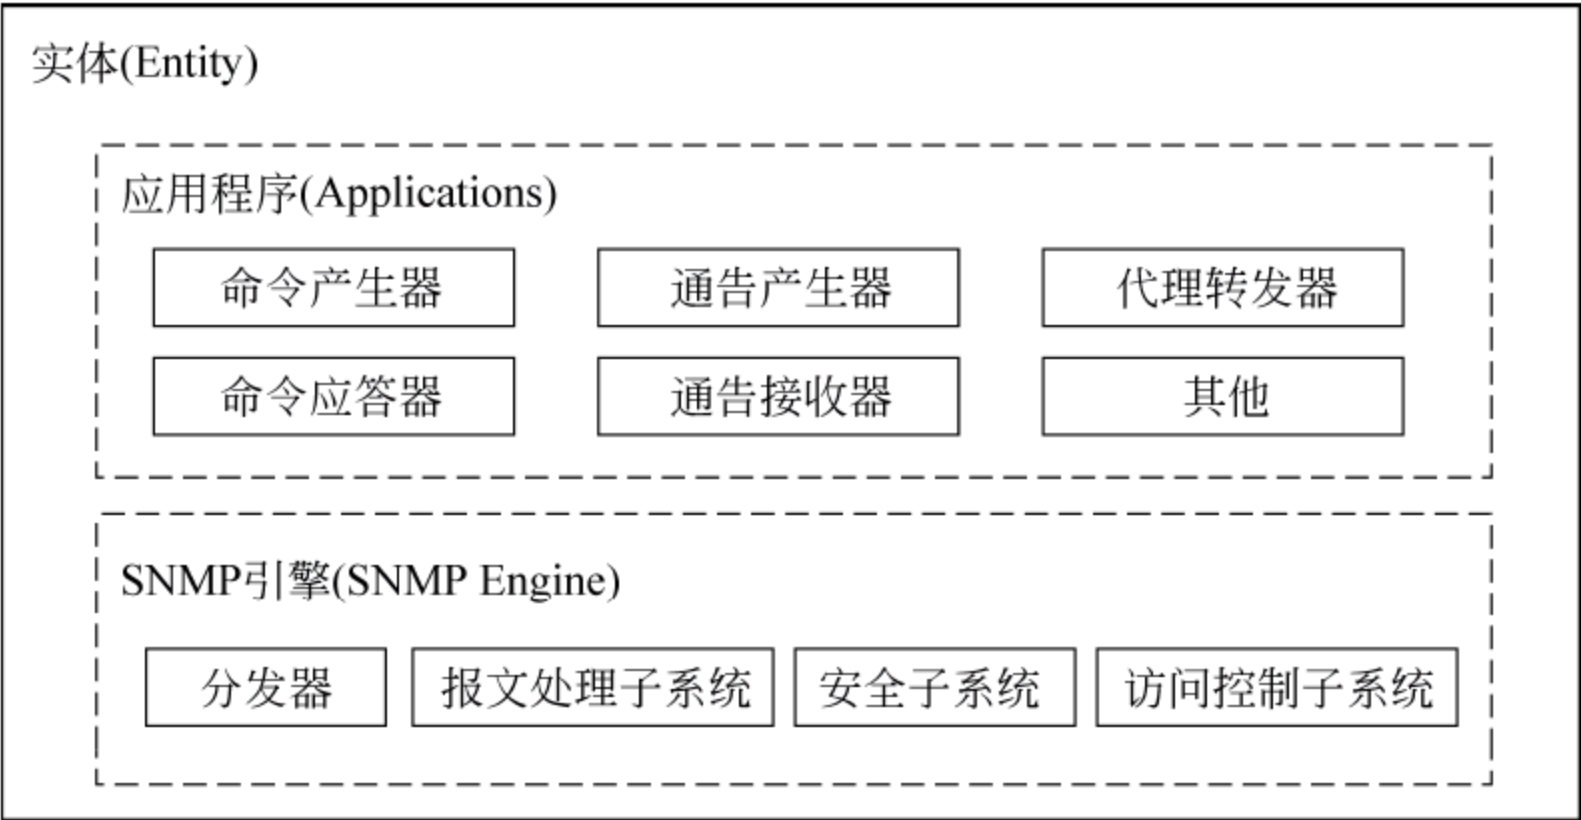 实体(Entity)
应用程序(Applications)
命令产生器 通告产生器 代理转发器
命令应答器 通告接收器 其他
SNMP引擎(SNMP Engine)
分发器 报文处理子系统 安全子系统 访问控制子系统